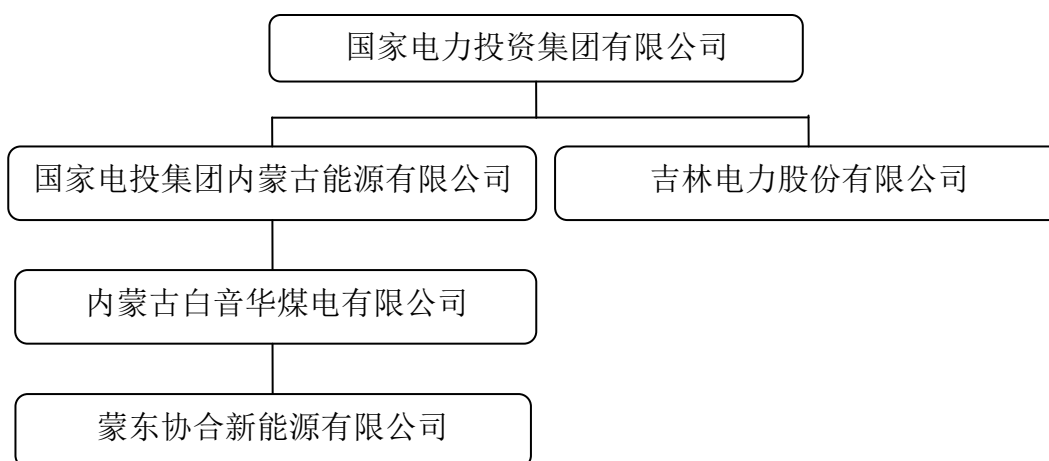 国家电力投资集团有限公司
国家电投集团内蒙古能源有限公司
吉林电力股份有限公司
内蒙古白音华煤电有限公司
蒙东协合新能源有限公司